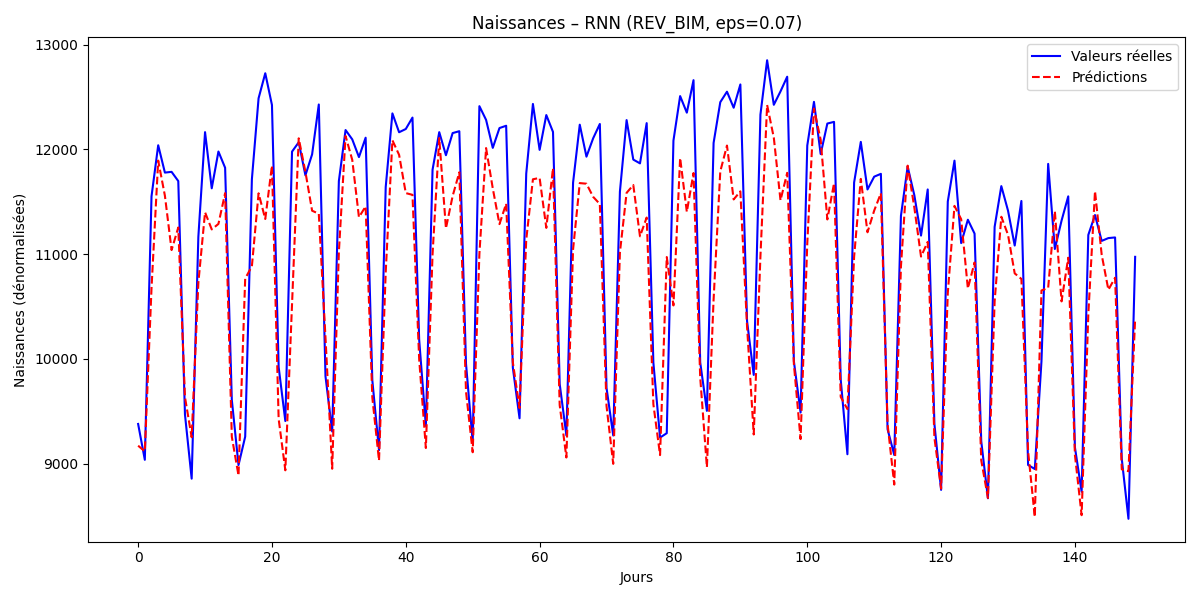 Naissances – RNN (REV_BIM, eps=0.07)
Valeurs réelles
Prédictions
Naissances (dénormalisées)
13000
12000
11000
10000
9000
0 20 40 60 80 100 120 140
Jours